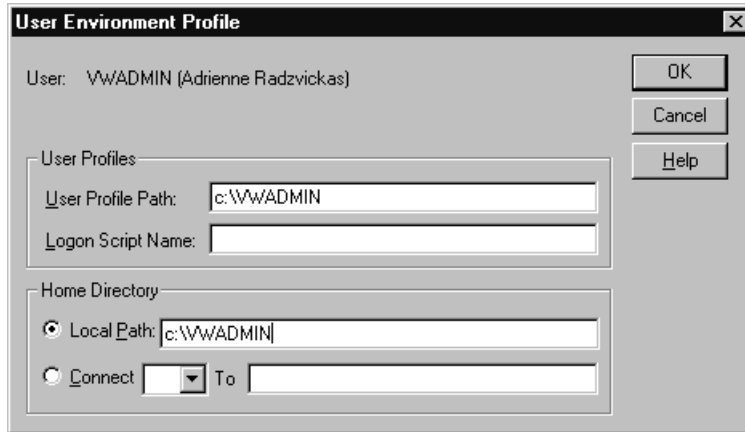 User Environment Profile
User: VWADMIN (Adrienne Radzvickas)
OK
Cancel
Help
User Profiles
User Profile Path: c:\VWADMIN
Logon Script Name:
Home Directory
Local Path: c:\VWADMIN
Connect To